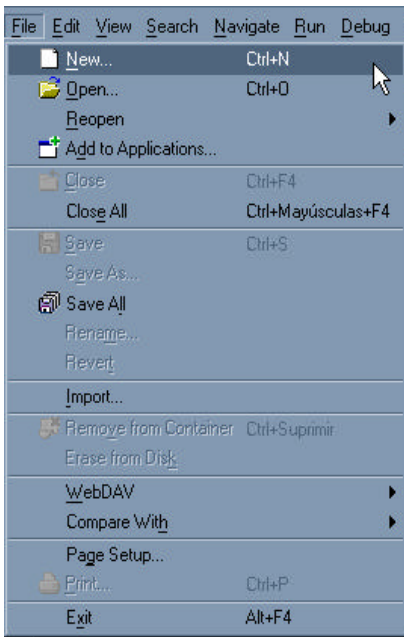 File Edit View Search Navigate Run Debug
New... Ctrl+N
Open... Ctrl+O
Reopen
Add to Applications...
Close Ctrl+F4
Close All Ctrl+Mayúsculas+F4
Save Ctrl+S
Save As...
Save All
Rename...
Revert
Import...
Remove from Container Ctrl+Suprimir
Erase from Disk
WebDAV
Compare With
Page Setup...
Print... Ctrl+P
Exit Alt+F4